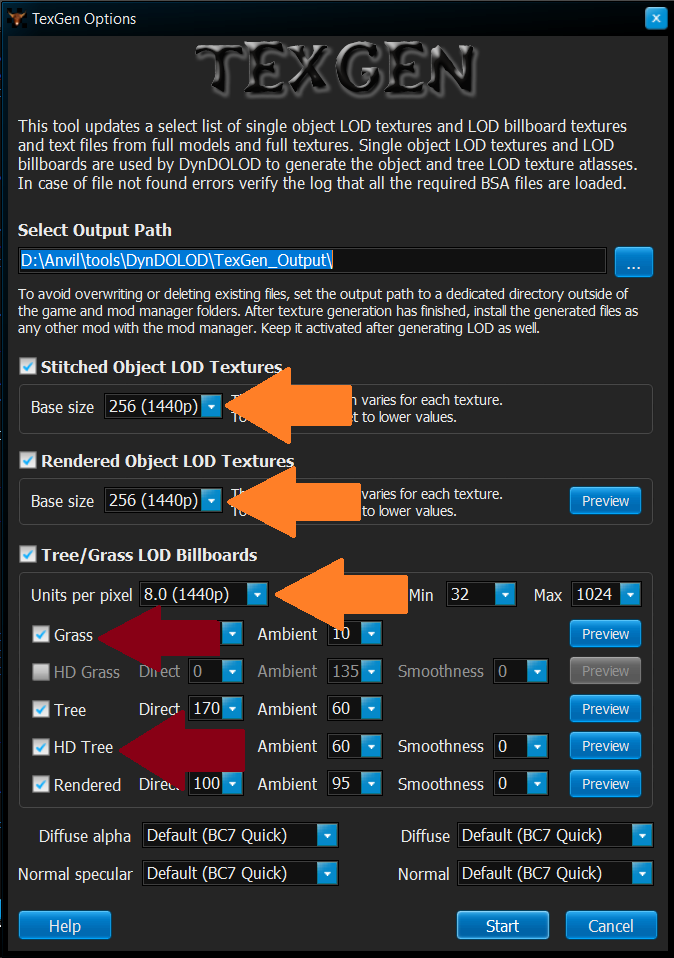 TexGen Options
TEXGEN
This tool updates a select list of single object LOD textures and LOD billboard textures
and text files from full models and full textures. Single object LOD textures and LOD
billboards are used by DynDOLOD to generate the object and tree LOD texture atlasses.
In case of file not found errors verify the log that all the required BSA files are loaded.
Select Output Path
D:\Anvil\tools\DynDOLOD\TexGen_Output\
...
To avoid overwriting or deleting existing files, set the output path to a dedicated directory outside of
the game and mod manager folders. After texture generation has finished, install the generated files as
any other mod with the mod manager. Keep it activated after generating LOD as well.
Stitched Object LOD Textures
Base size 256 (1440p) varies for each texture.
to lower values.
Rendered Object LOD Textures
Base size 256 (1440p) varies for each texture.
to lower values. Preview
Tree/Grass LOD Billboards
Units per pixel 8.0 (1440p) Min 32 Max 1024
Grass Ambient 10 Preview
HD Grass Direct 0 Ambient 135 Smoothness 0 Preview
Tree Direct 170 Ambient 60 Preview
HD Tree Ambient 60 Smoothness 0 Preview
Rendered Direct 100 Ambient 95 Smoothness 0 Preview
Diffuse alpha Default (BC7 Quick) Diffuse Default (BC7 Quick)
Normal specular Default (BC7 Quick) Normal Default (BC7 Quick)
Help Start Cancel